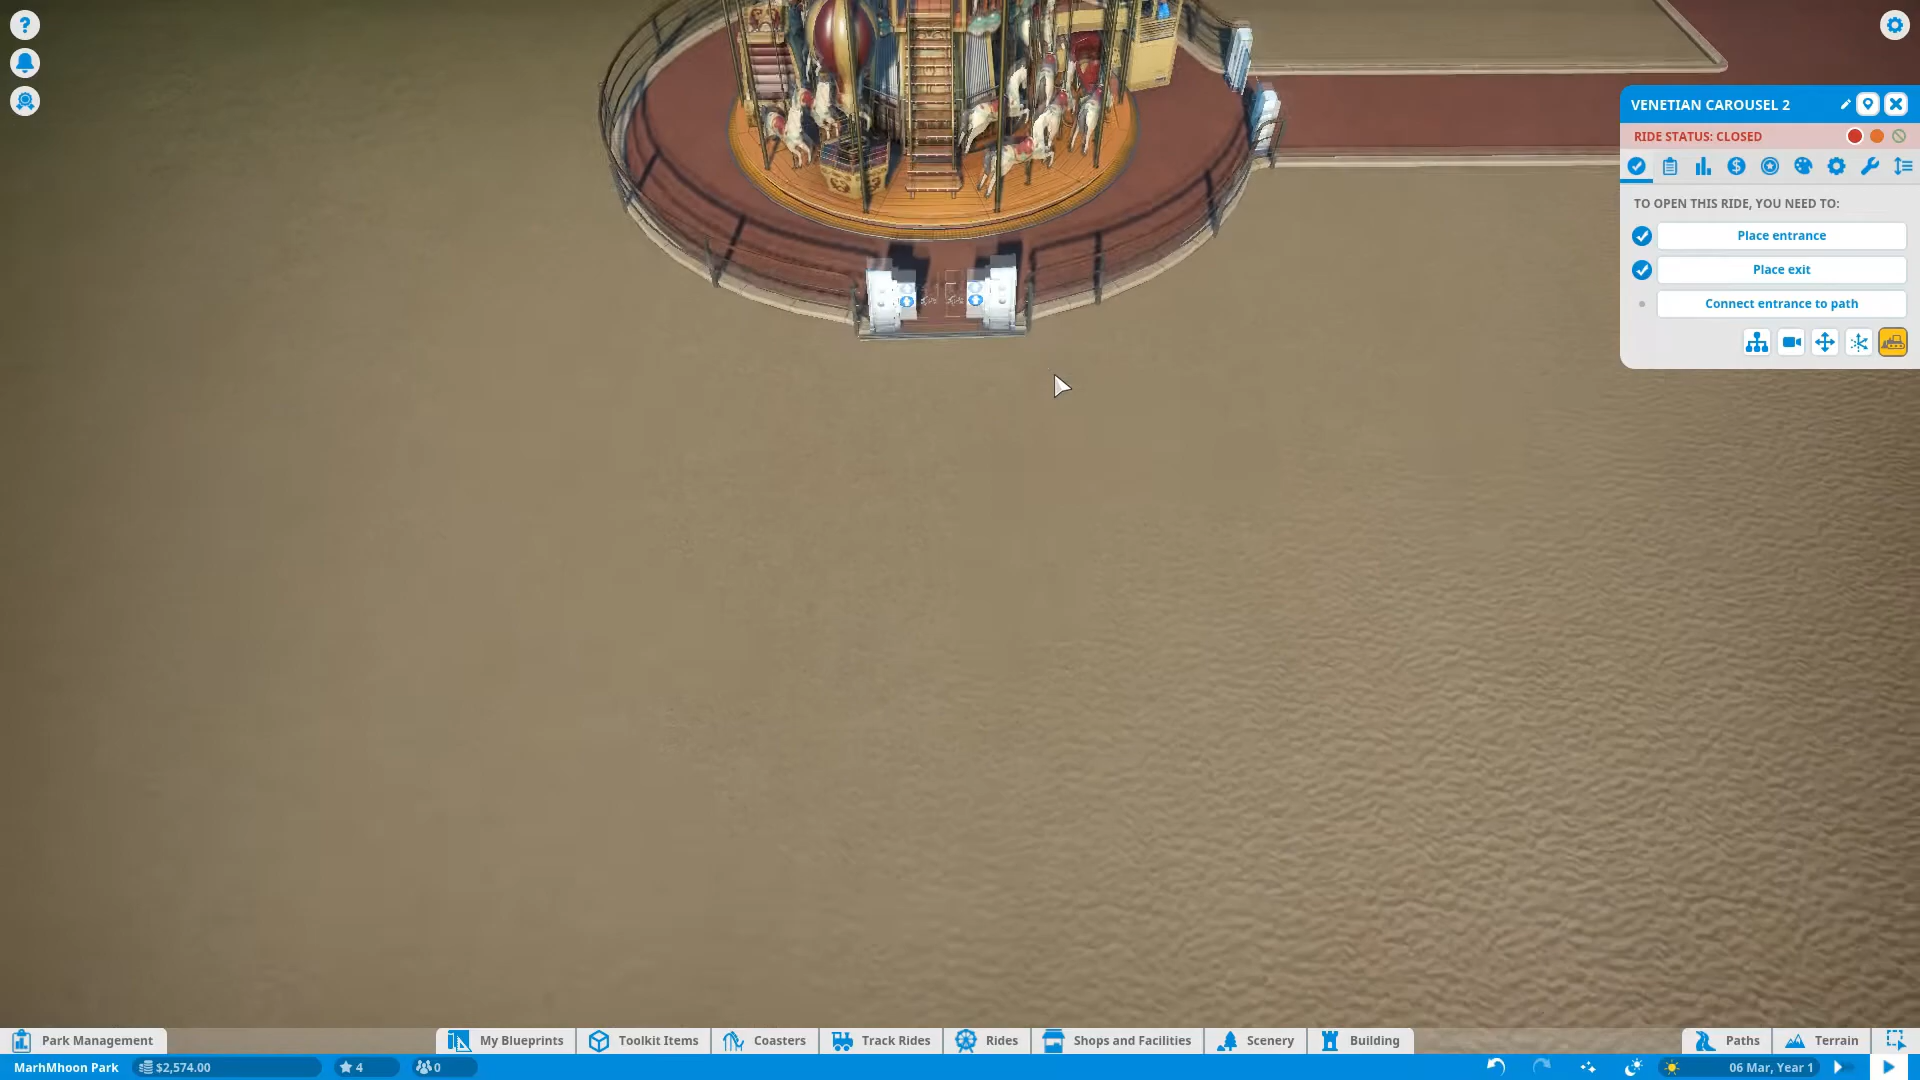 VENETIAN CAROUSEL 2
RIDE STATUS: CLOSED
TO OPEN THIS RIDE, YOU NEED TO:
Place entrance
Place exit
Connect entrance to path
Park Management
My Blueprints
Toolkit Items
Coasters
Track Rides
Rides
Shops and Facilities
Scenery
Building
Paths
Terrain
MarhMhoon Park
$2,574.00
4
0
06 Mar, Year 1